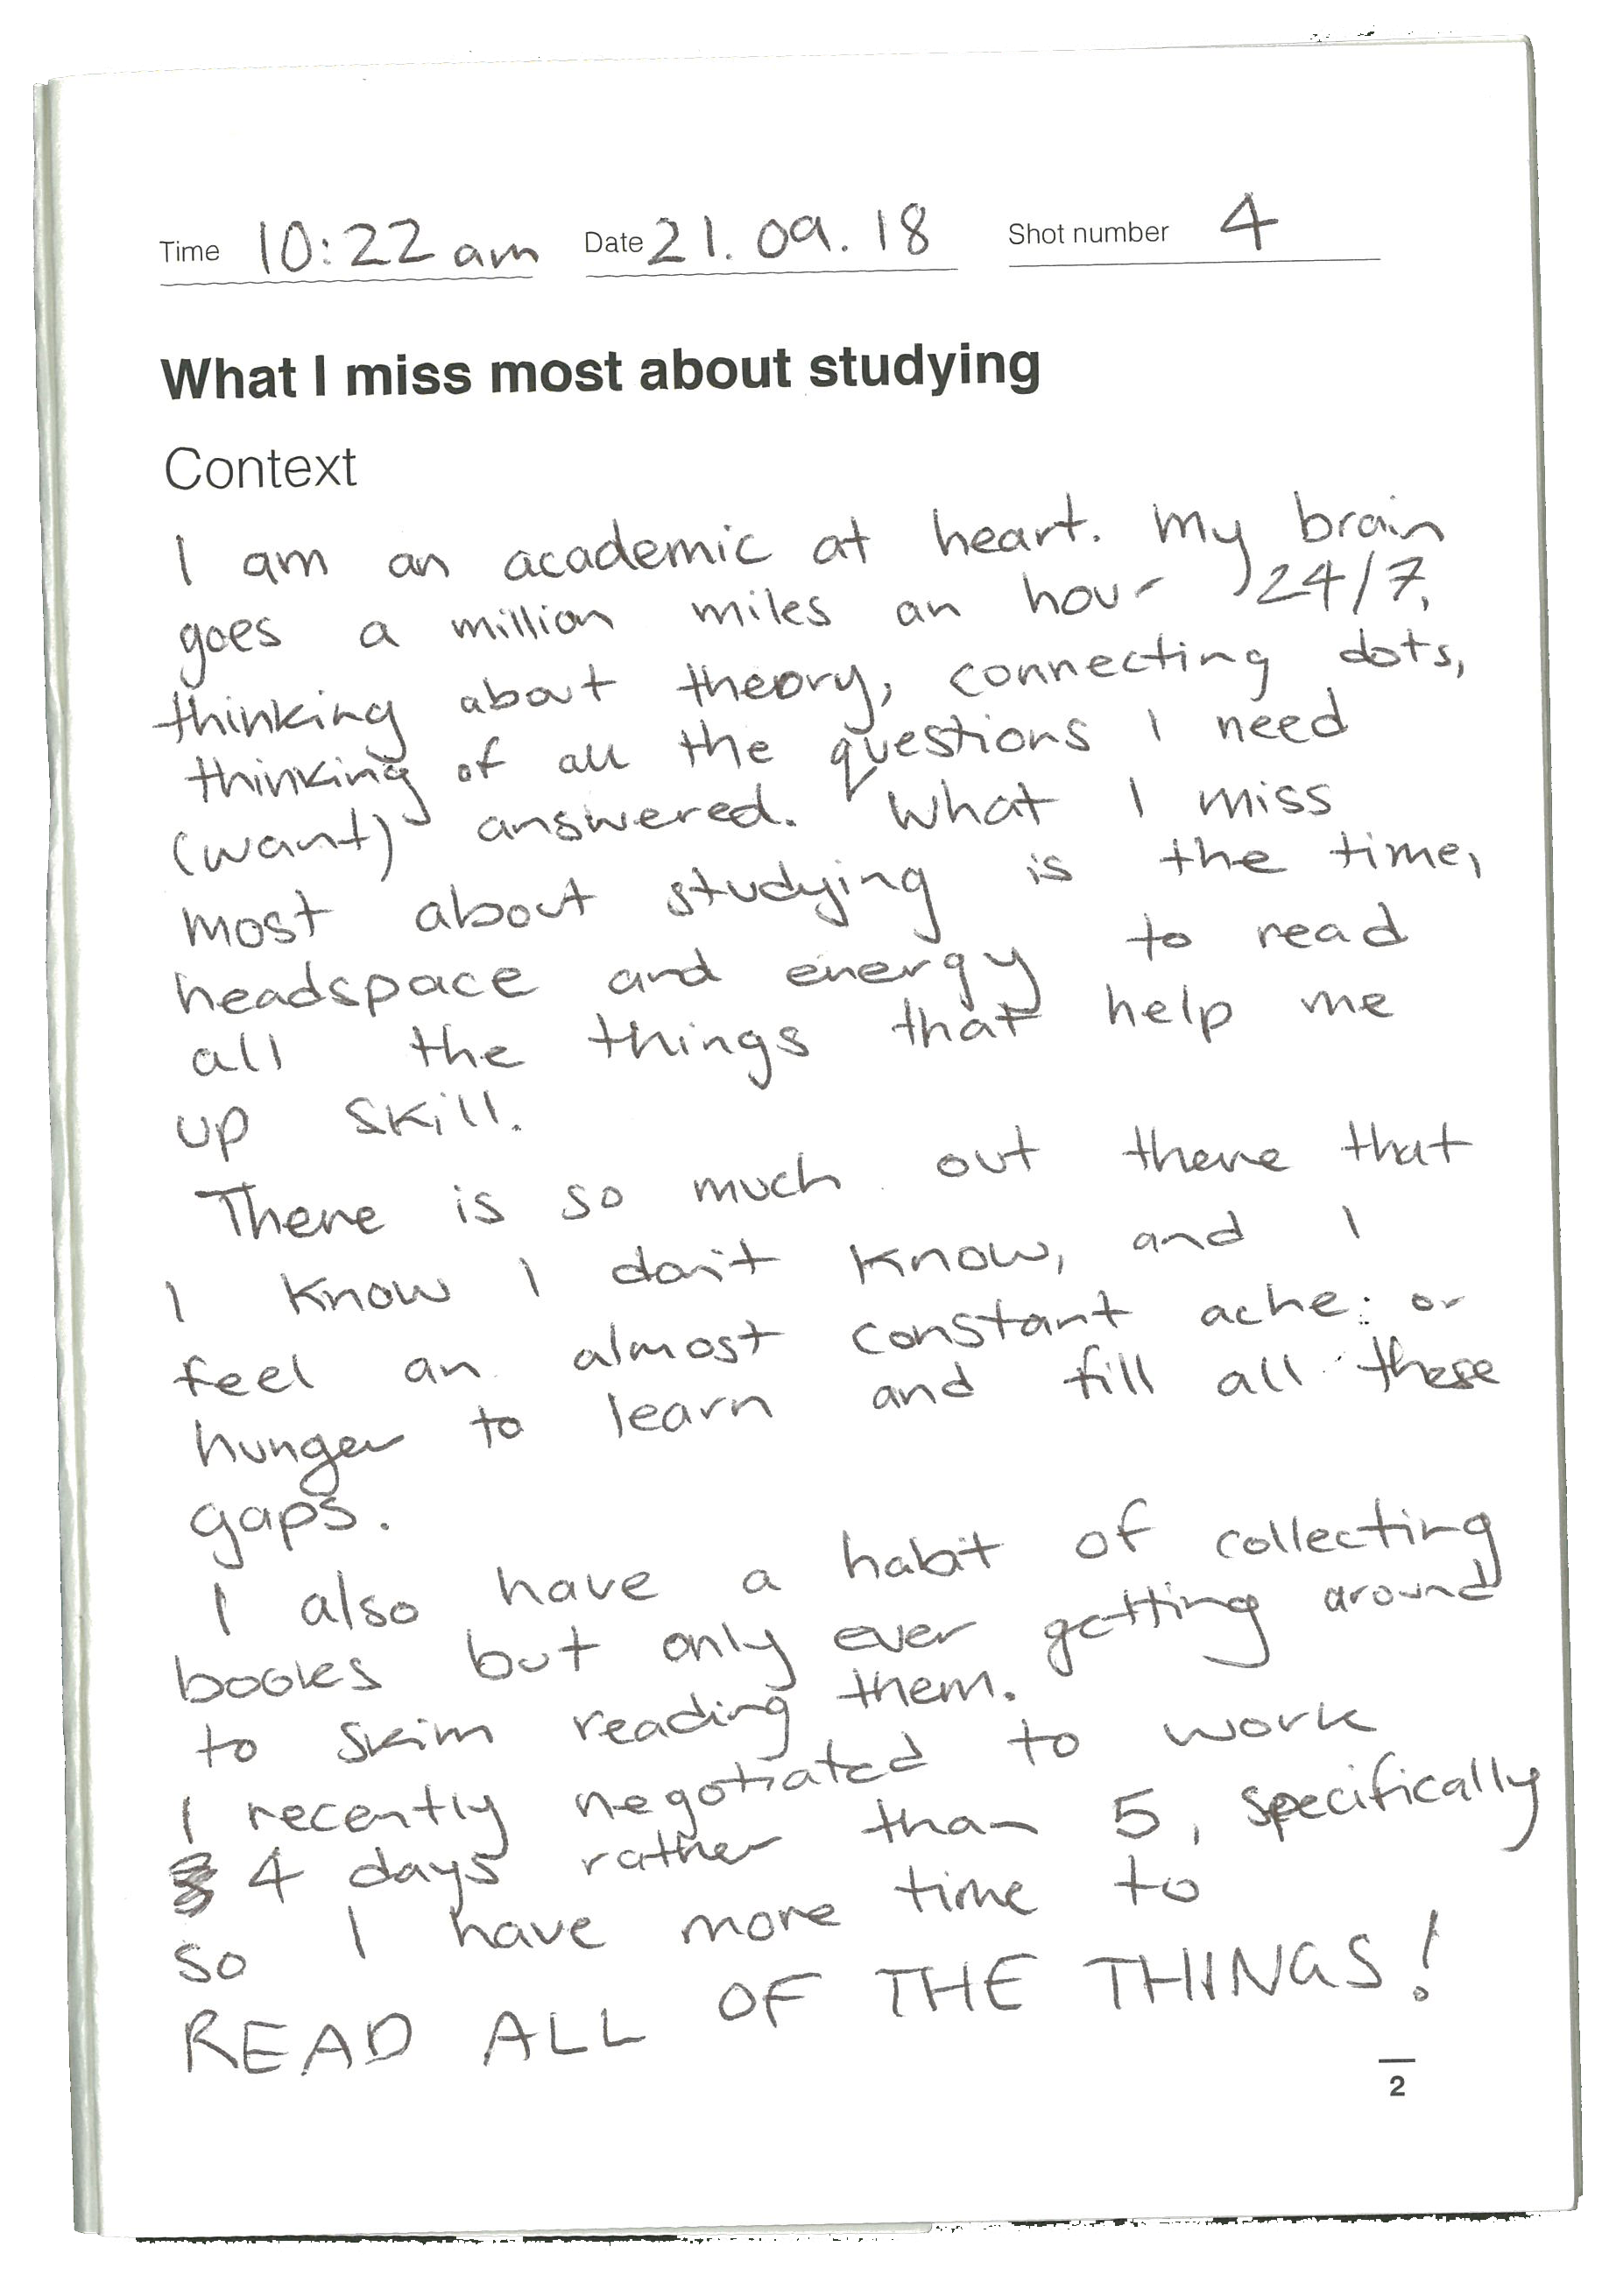 Time 10:22 am Date 21.09.18 Shot number 4
What I miss most about studying
Context
I am an academic at heart. My brain
goes a million miles an hour 24/7,
thinking about theory, connecting dots,
thinking of all the questions I need
(want) answered. What I miss
most about studying is the time,
headspace and energy to read
all the things that help me
up skill.
There is so much out there that
I know I don't know, and I
feel an almost constant ache or
hunger to learn and fill all these
gaps.
I also have a habit of collecting
books but only ever getting around
to skim reading them.
I recently negotiated to work
4 days rather than 5, specifically
so I have more time to
READ ALL OF THE THINGS!
2